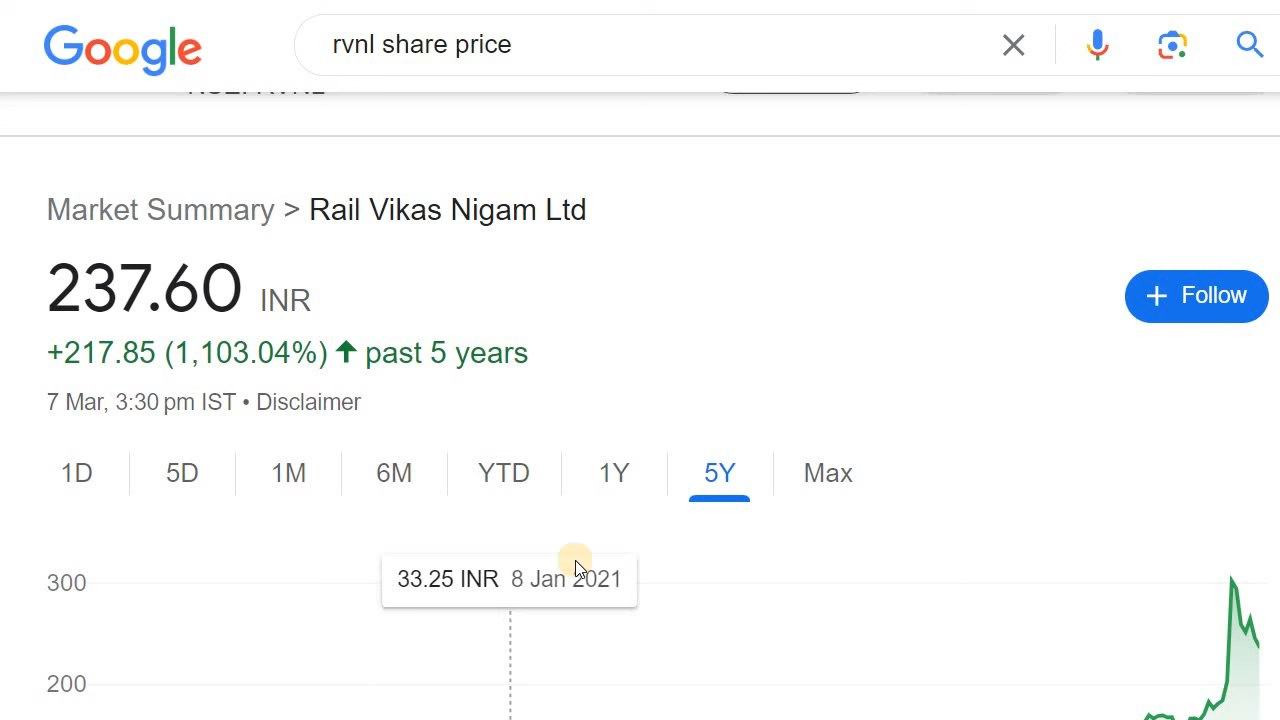 Google
rvnl share price
Market Summary > Rail Vikas Nigam Ltd
237.60 INR
+ Follow
+217.85 (1,103.04%) ↑ past 5 years
7 Mar, 3:30 pm IST • Disclaimer
1D 5D 1M 6M YTD 1Y 5Y Max
33.25 INR 8 Jan 2021
300
200